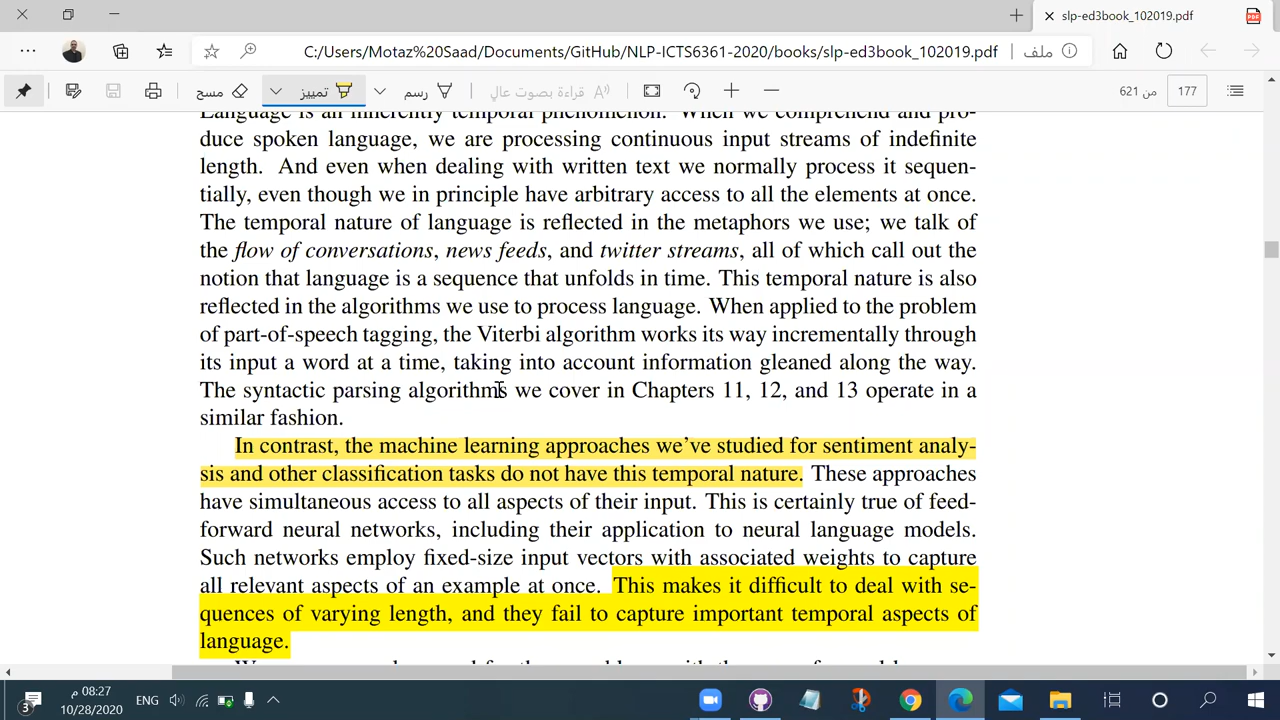 slp-ed3book_102019.pdf
C:/Users/Motaz%20Saad/Documents/GitHub/NLP-ICTS6361-2020/books/slp-ed3book_102019.pdf
ملف
مسح
تمييز
رسم
قراءة بصوت عالٍ
من 621
177
Language is an inherently temporal phenomenon. When we comprehend and pro-
duce spoken language, we are processing continuous input streams of indefinite
length. And even when dealing with written text we normally process it sequen-
tially, even though we in principle have arbitrary access to all the elements at once.
The temporal nature of language is reflected in the metaphors we use; we talk of
the flow of conversations, news feeds, and twitter streams, all of which call out the
notion that language is a sequence that unfolds in time. This temporal nature is also
reflected in the algorithms we use to process language. When applied to the problem
of part-of-speech tagging, the Viterbi algorithm works its way incrementally through
its input a word at a time, taking into account information gleaned along the way.
The syntactic parsing algorithms we cover in Chapters 11, 12, and 13 operate in a
similar fashion.
In contrast, the machine learning approaches we've studied for sentiment analy-
sis and other classification tasks do not have this temporal nature. These approaches
have simultaneous access to all aspects of their input. This is certainly true of feed-
forward neural networks, including their application to neural language models.
Such networks employ fixed-size input vectors with associated weights to capture
all relevant aspects of an example at once. This makes it difficult to deal with se-
quences of varying length, and they fail to capture important temporal aspects of
language.
3
08:27 م
10/28/2020
ENG